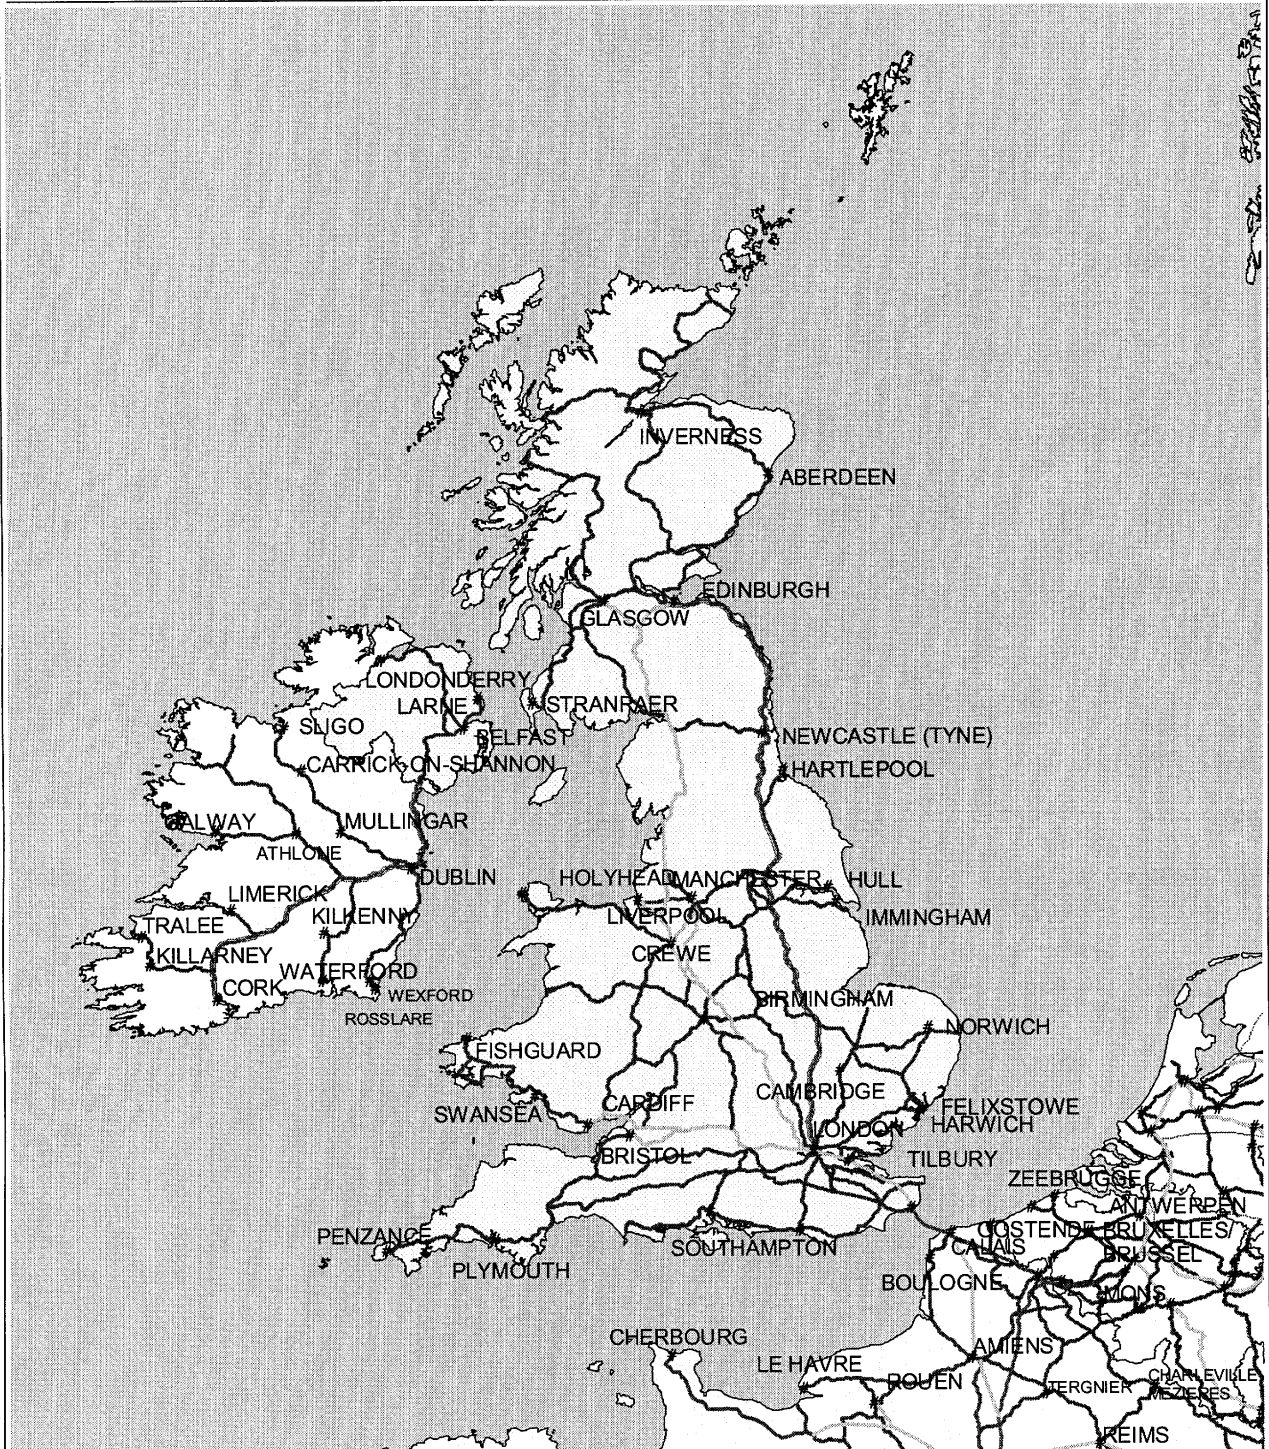 INVERNESS
ABERDEEN
EDINBURGH
GLASGOW
LONDONDERRY
LARNE
STRANRAER
SLIGO
BELFAST
NEWCASTLE (TYNE)
CARRICK-ON-SHANNON
HARTLEPOOL
GALWAY
MULLINGAR
ATHLONE
DUBLIN
HOLYHEAD
MANCHESTER
HULL
LIMERICK
KILKENNY
LIVERPOOL
IMMINGHAM
TRALEE
KILLARNEY
CREWE
WATERFORD
CORK
WEXFORD
BIRMINGHAM
ROSSLARE
NORWICH
FISHGUARD
CAMBRIDGE
CARDIFF
FELIXSTOWE
SWANSEA
HARWICH
LONDON
BRISTOL
TILBURY
ZEEBRUGGE
ANTWERPEN
PENZANCE
OOSTENDE
BRUXELLES/
BRUSSEL
SOUTHAMPTON
CALAIS
PLYMOUTH
BOULOGNE
MONS
CHERBOURG
AMIENS
LE HAVRE
ROUEN
TERGNIER
CHARLEVILLE
MEZIERES
REIMS